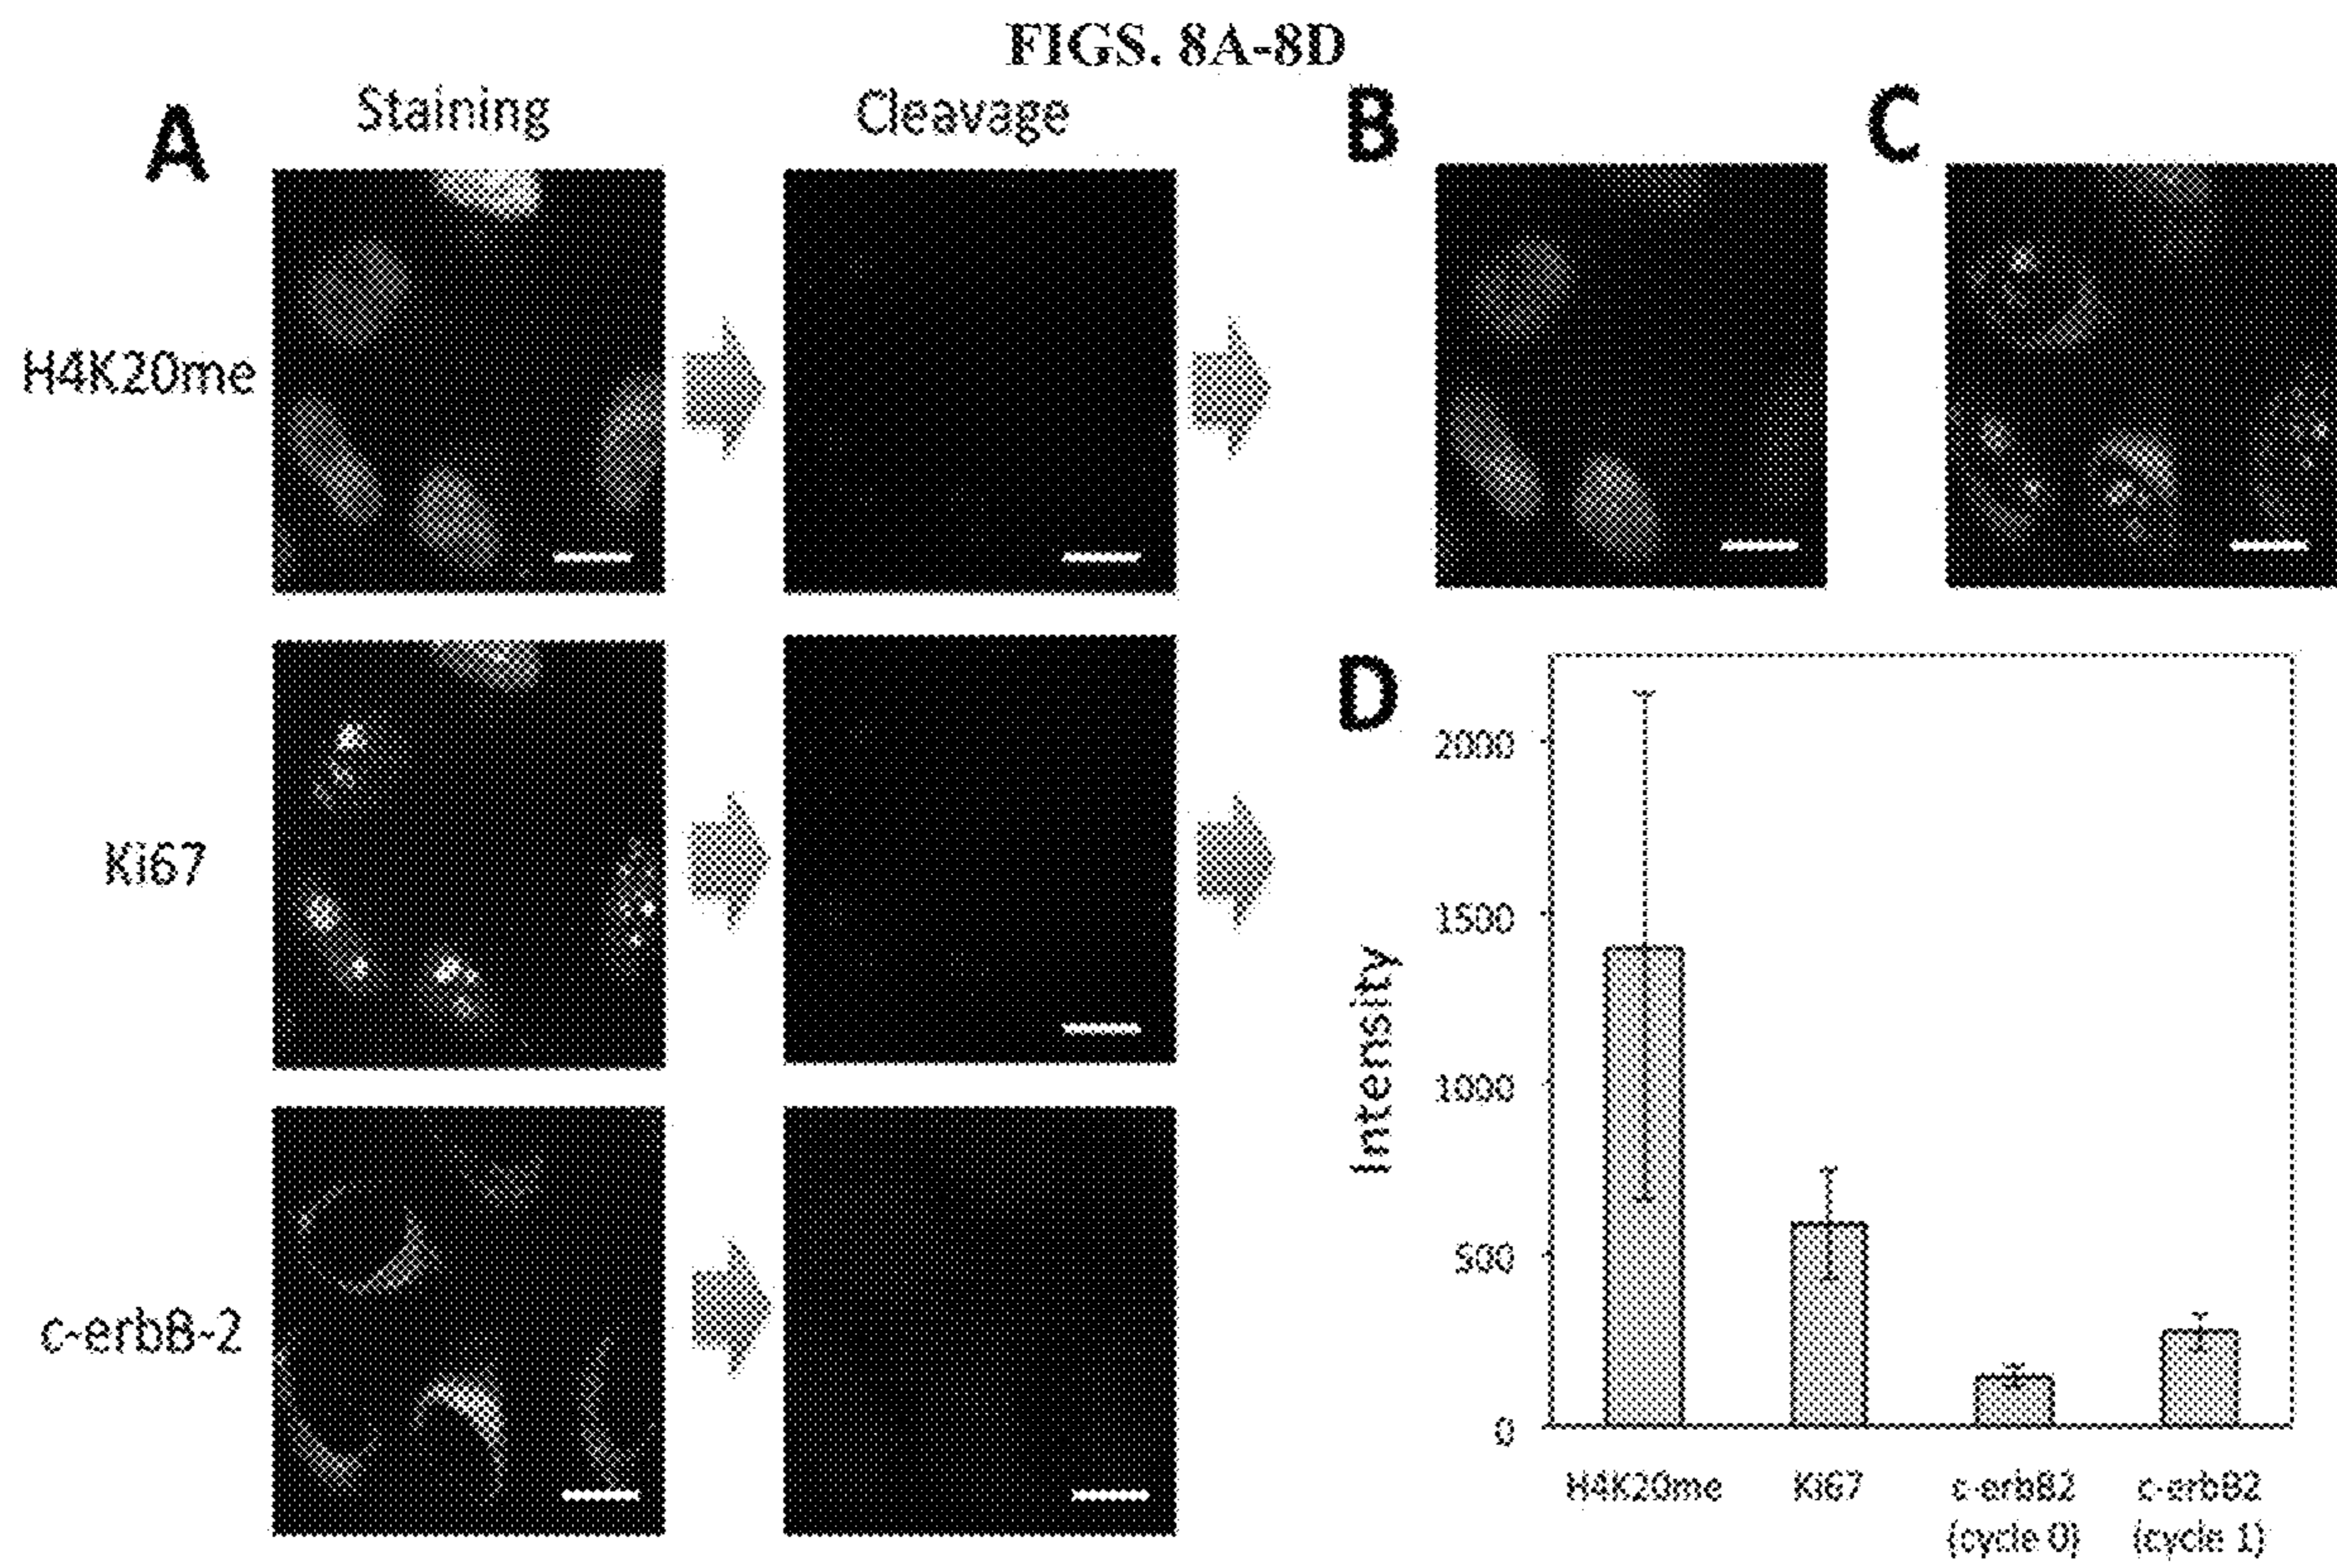 FIGS. 8A-8D
A
Staining
Cleavage
B
C
H4K20me
Ki67
c-erbB-2
D
Intensity
2000
1500
1000
500
0
H4K20me
Ki67
c-erbB2
(cycle 0)
c-erbB2
(cycle 1)